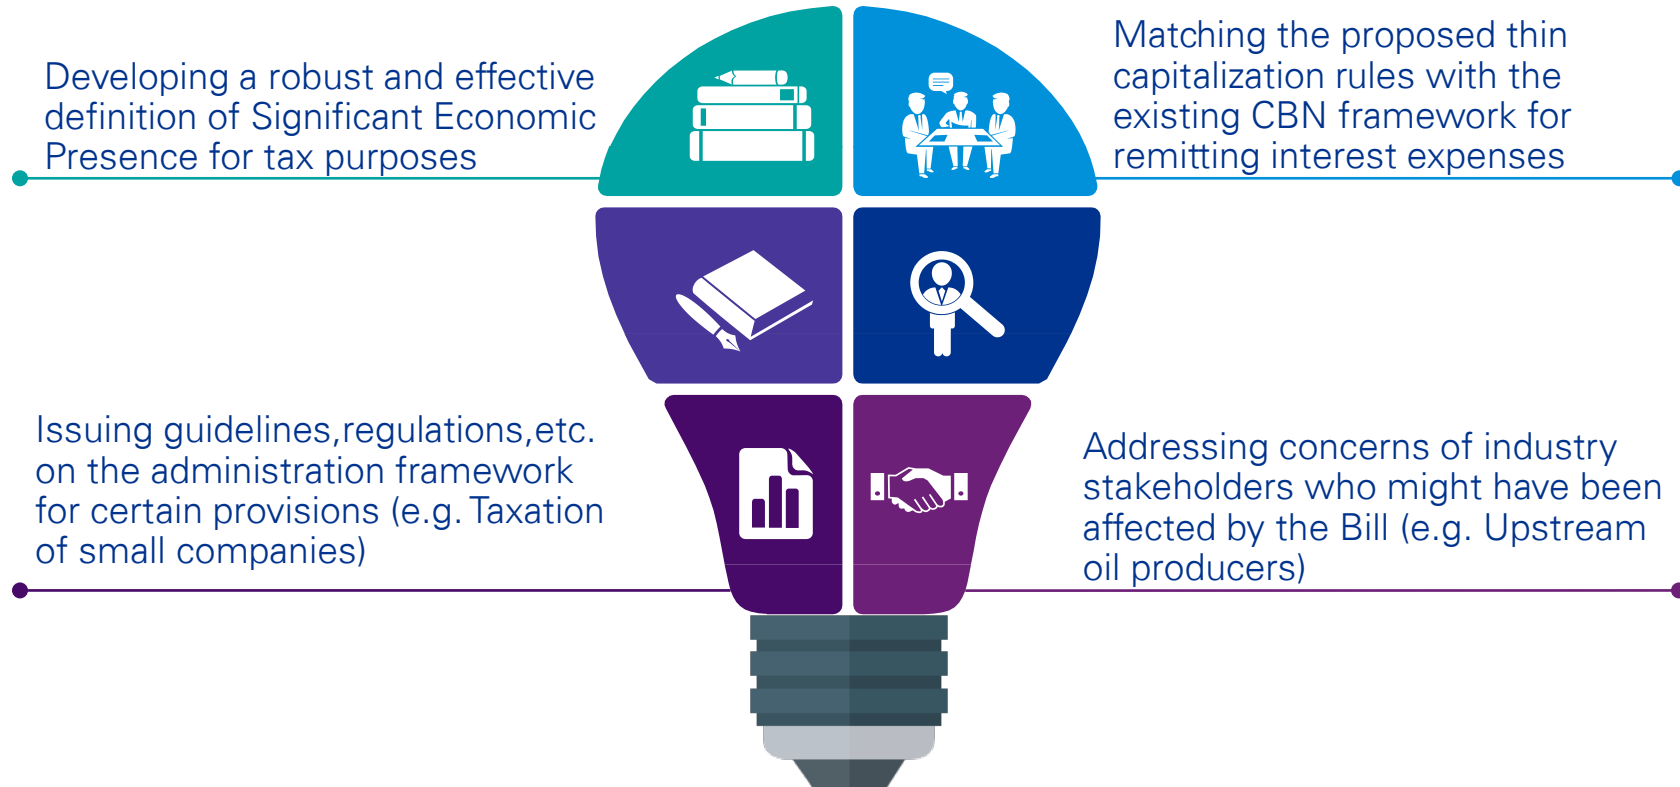 Developing a robust and effective
definition of Significant Economic
Presence for tax purposes
Matching the proposed thin
capitalization rules with the
existing CBN framework for
remitting interest expenses
Issuing guidelines,regulations,etc.
on the administration framework
for certain provisions (e.g. Taxation
of small companies)
Addressing concerns of industry
stakeholders who might have been
affected by the Bill (e.g. Upstream
oil producers)